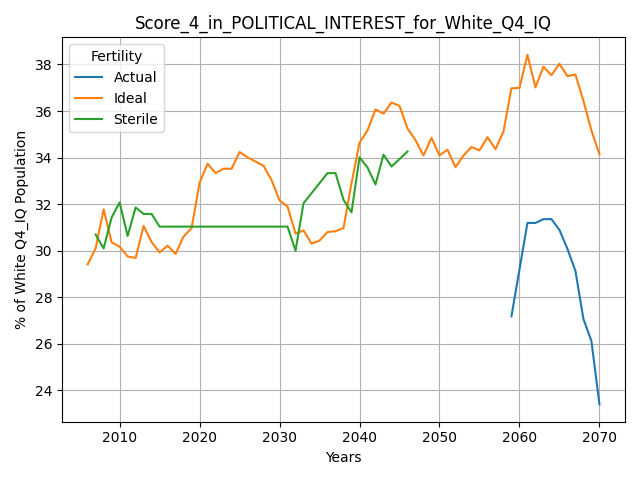 Score_4_in_POLITICAL_INTEREST_for_White_Q4_IQ
Fertility
Actual
Ideal
Sterile
% of White Q4_IQ Population
38
36
34
32
30
28
26
24
2010
2020
2030
2040
2050
2060
2070
Years